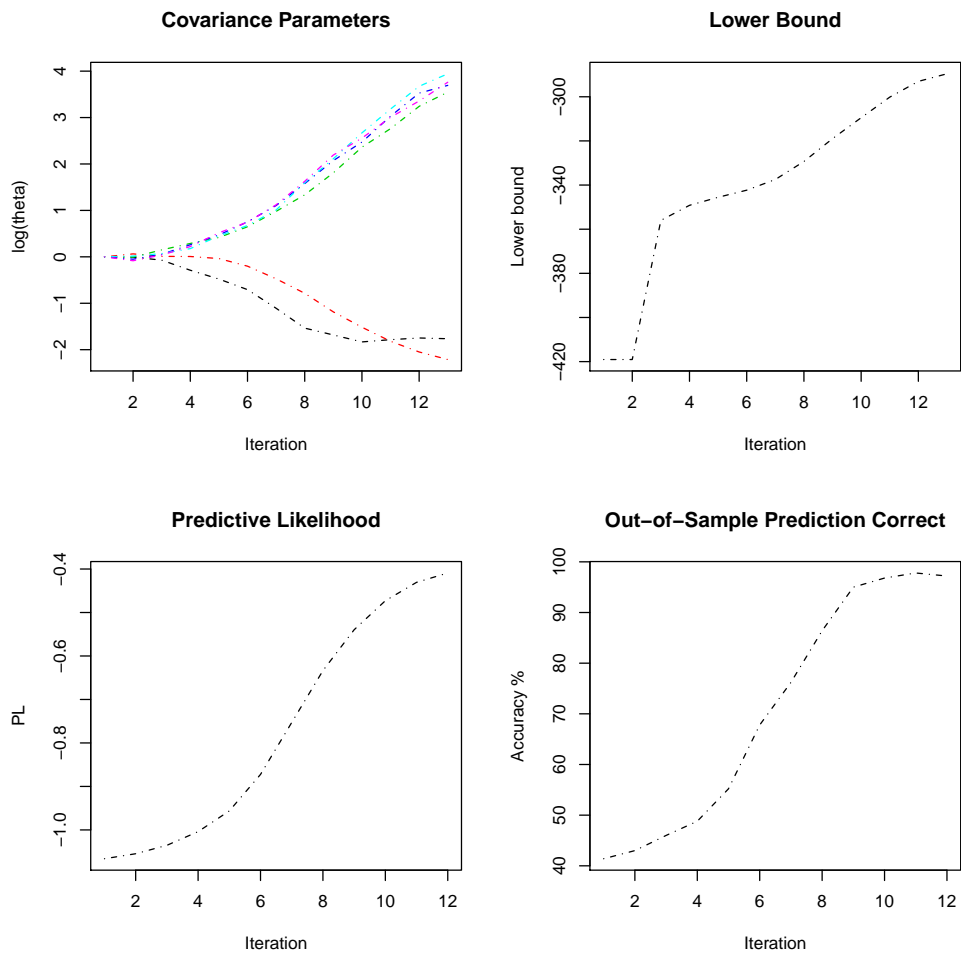 Covariance Parameters
log(theta)
4
3
2
1
0
−1
−2
2 4 6 8 10 12
Iteration
Lower Bound
Lower bound
−300
−340
−380
−420
2 4 6 8 10 12
Iteration
Predictive Likelihood
PL
−0.4
−0.6
−0.8
−1.0
2 4 6 8 10 12
Iteration
Out−of−Sample Prediction Correct
Accuracy %
100
90
80
70
60
50
40
2 4 6 8 10 12
Iteration